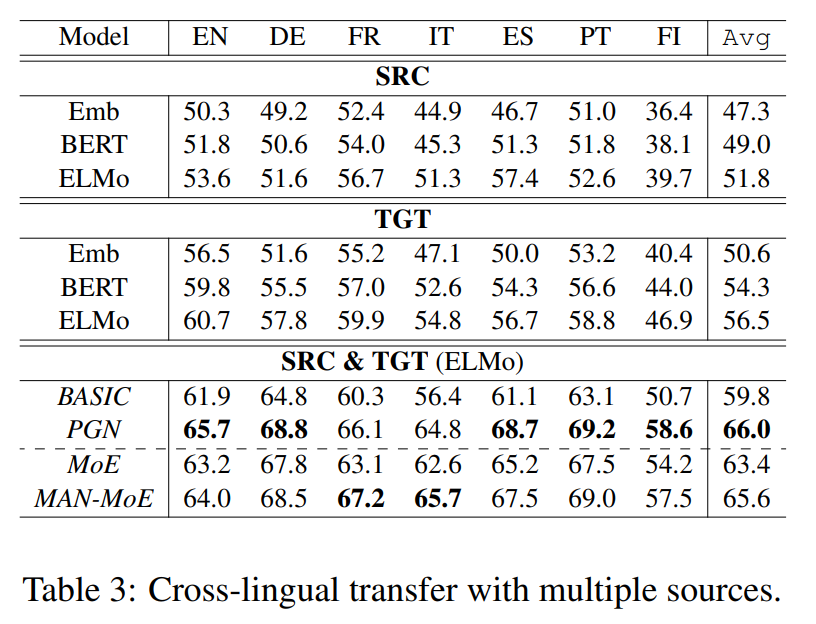 Model EN DE FR IT ES PT FI Avg
SRC
Emb 50.3 49.2 52.4 44.9 46.7 51.0 36.4 47.3
BERT 51.8 50.6 54.0 45.3 51.3 51.8 38.1 49.0
ELMo 53.6 51.6 56.7 51.3 57.4 52.6 39.7 51.8
TGT
Emb 56.5 51.6 55.2 47.1 50.0 53.2 40.4 50.6
BERT 59.8 55.5 57.0 52.6 54.3 56.6 44.0 54.3
ELMo 60.7 57.8 59.9 54.8 56.7 58.8 46.9 56.5
SRC & TGT (ELMo)
BASIC 61.9 64.8 60.3 56.4 61.1 63.1 50.7 59.8
PGN 65.7 68.8 66.1 64.8 68.7 69.2 58.6 66.0
MoE 63.2 67.8 63.1 62.6 65.2 67.5 54.2 63.4
MAN-MoE 64.0 68.5 67.2 65.7 67.5 69.0 57.5 65.6
Table 3: Cross-lingual transfer with multiple sources.